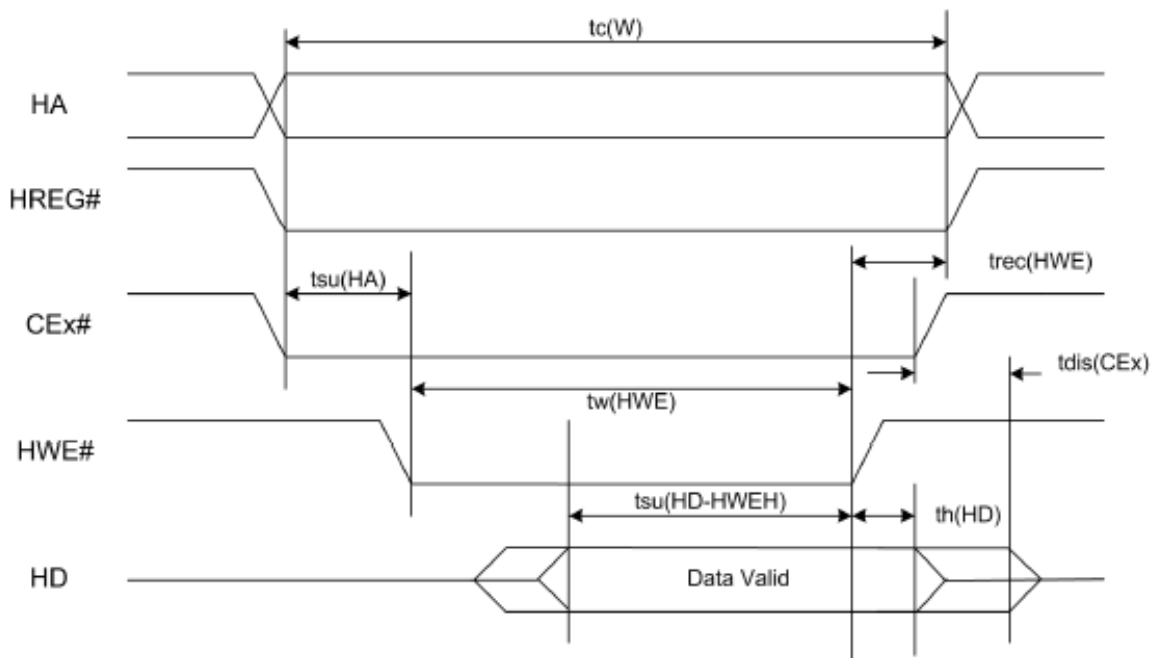 tc(W)
HA
HREG#
trec(HWE)
tsu(HA)
CEx#
tdis(CEx)
tw(HWE)
HWE#
tsu(HD-HWEH)
th(HD)
HD
Data Valid